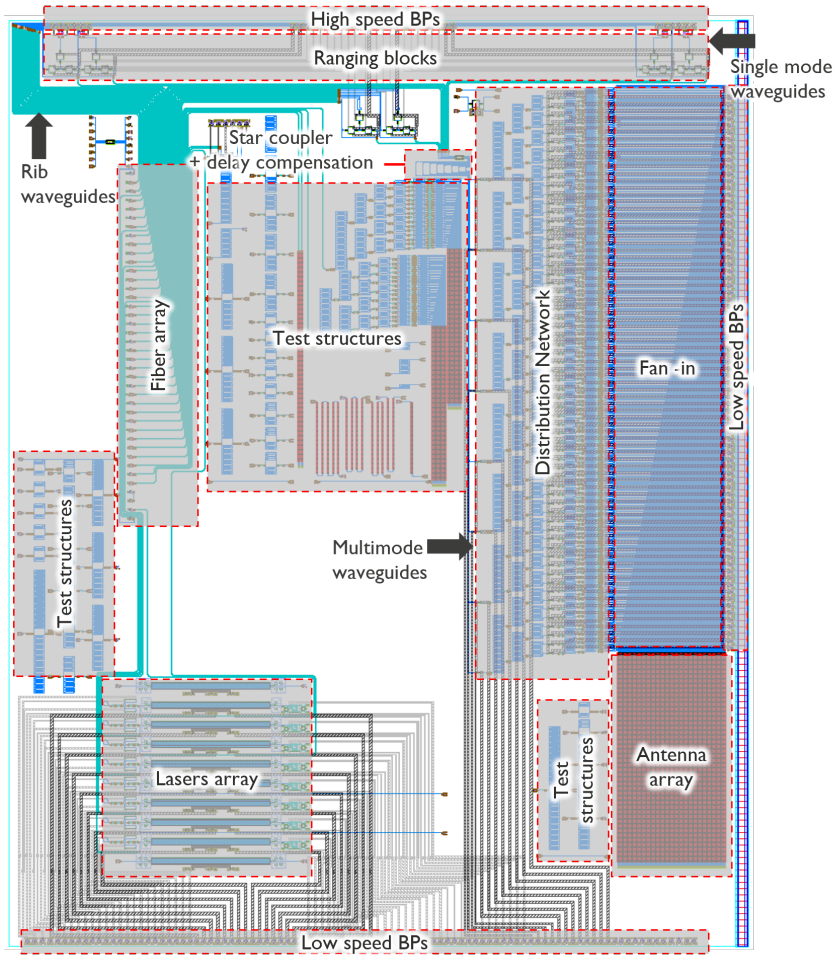 High speed BPs
Ranging blocks
Single mode
waveguides
Star coupler
+ delay compensation
Rib
waveguides
Fiber array
Test structures
Distribution Network
Fan -in
Low speed BPs
Test structures
Multimode
waveguides
Lasers array
Test
structures
Antenna
array
Low speed BPs